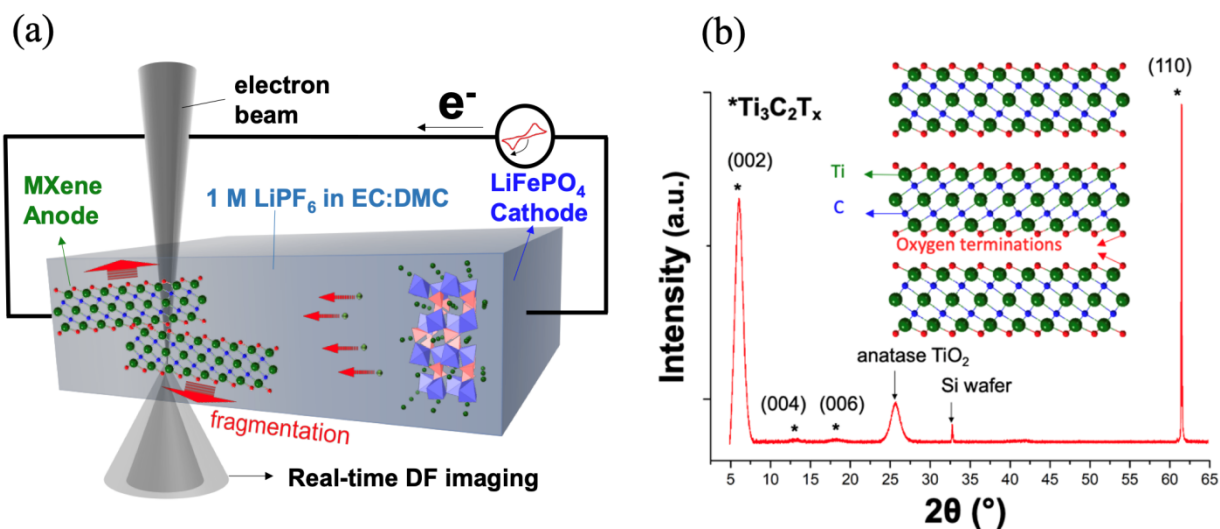 (a)
electron
beam
e-
MXene
Anode
1 M LiPF6 in EC:DMC
LiFePO4
Cathode
fragmentation
Real-time DF imaging
(b)
Intensity (a.u.)
*Ti3C2Tx
(002)
*
(004)
*
(006)
*
anatase TiO2
Si wafer
(110)
*
Ti
C
Oxygen terminations
5 10 15 20 25 30 35 40 45 50 55 60 65
2θ (°)